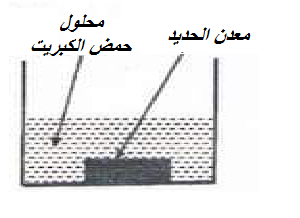 محلول
حمض الكبريت
معدن الحديد